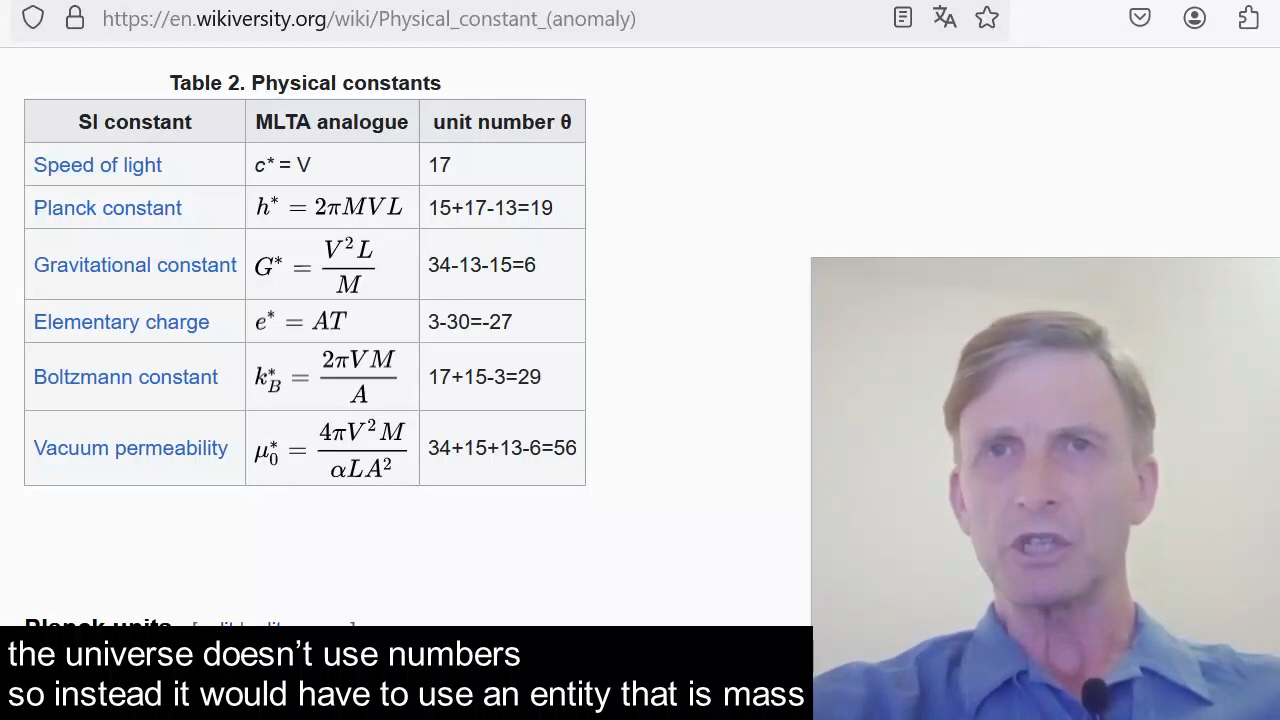 https://en.wikiversity.org/wiki/Physical_constant_(anomaly)
Table 2. Physical constants
SI constant MLTA analogue unit number θ
Speed of light c* = V 17
Planck constant h* = 2πMVL 15+17-13=19
Gravitational constant G* = V²L/M 34-13-15=6
Elementary charge e* = AT 3-30=-27
Boltzmann constant k*_B = 2πVM/A 17+15-3=29
Vacuum permeability μ*_0 = 4πV²M/αLA² 34+15+13-6=56
the universe doesn’t use numbers
so instead it would have to use an entity that is mass